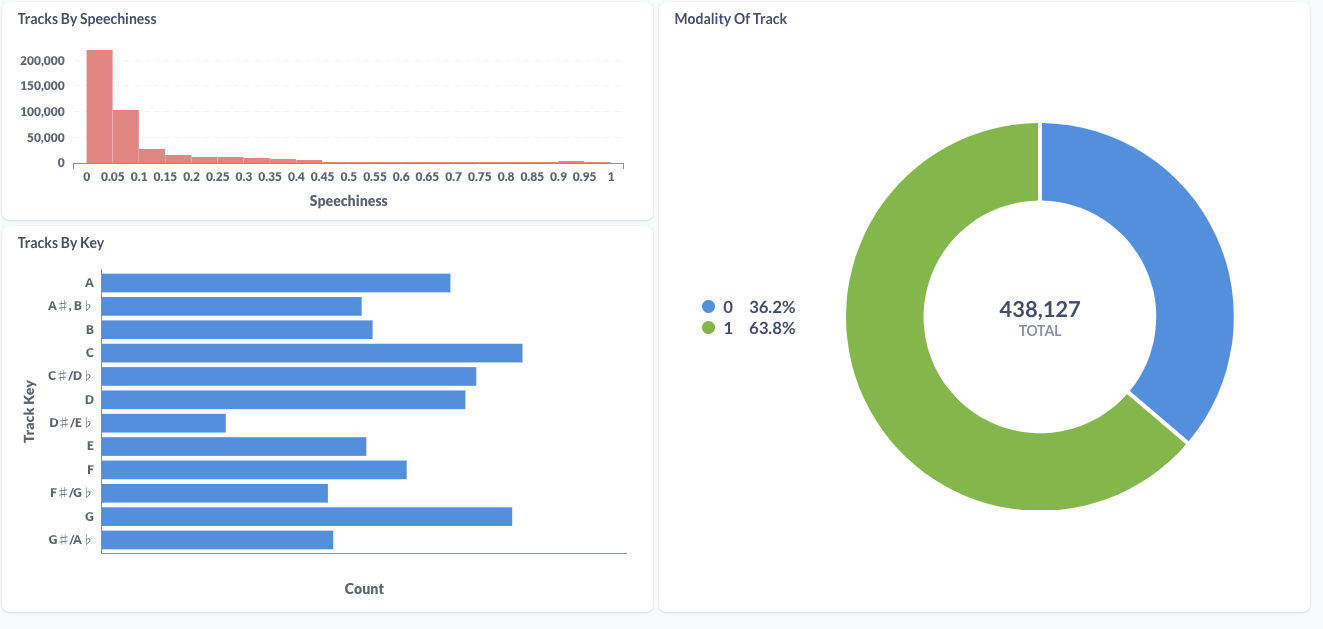 Tracks By Speechiness
200,000
150,000
100,000
50,000
0
0 0.05 0.1 0.15 0.2 0.25 0.3 0.35 0.4 0.45 0.5 0.55 0.6 0.65 0.7 0.75 0.8 0.85 0.9 0.95 1
Speechiness
Tracks By Key
Track Key
A
A♯, B♭
B
C
C♯/D♭
D
D♯/E♭
E
F
F♯/G♭
G
G♯/A♭
Count
Modality Of Track
0 36.2%
1 63.8%
438,127
TOTAL